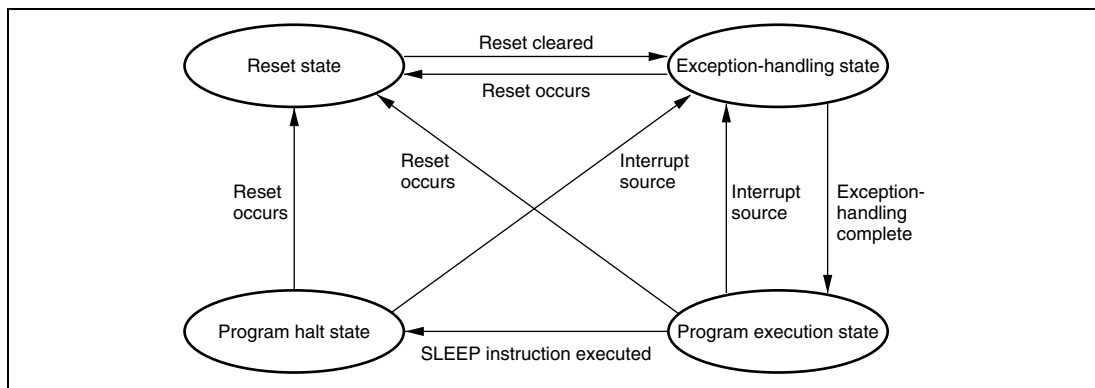 Reset cleared
Reset state
Exception-handling state
Reset occurs
Reset
occurs
Interrupt
source
Reset
occurs
Interrupt
source
Exception-
handling
complete
Program halt state
Program execution state
SLEEP instruction executed